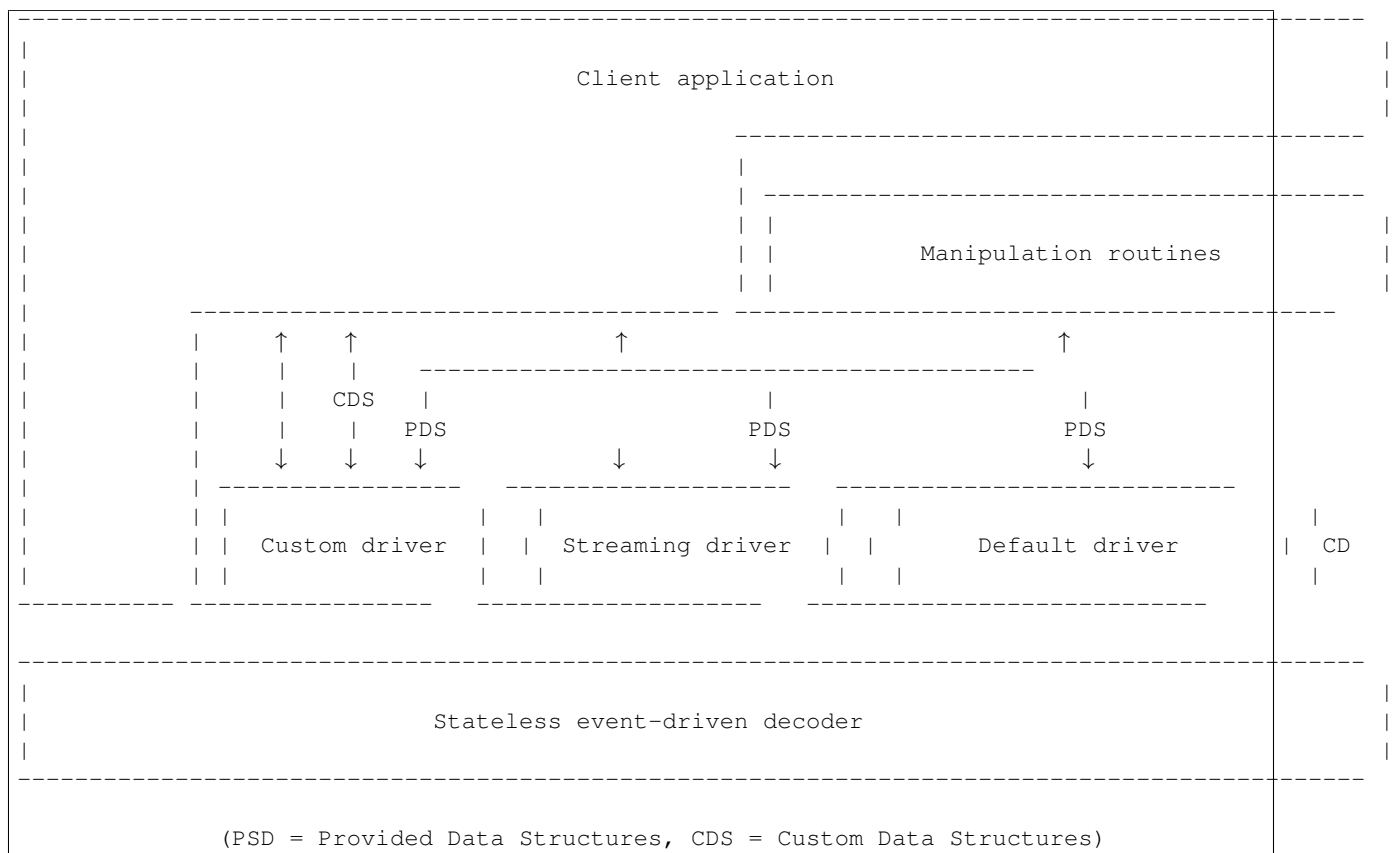 Client application
Manipulation routines
CDS
PDS PDS PDS
Custom driver Streaming driver Default driver CD
Stateless event-driven decoder
(PSD = Provided Data Structures, CDS = Custom Data Structures)